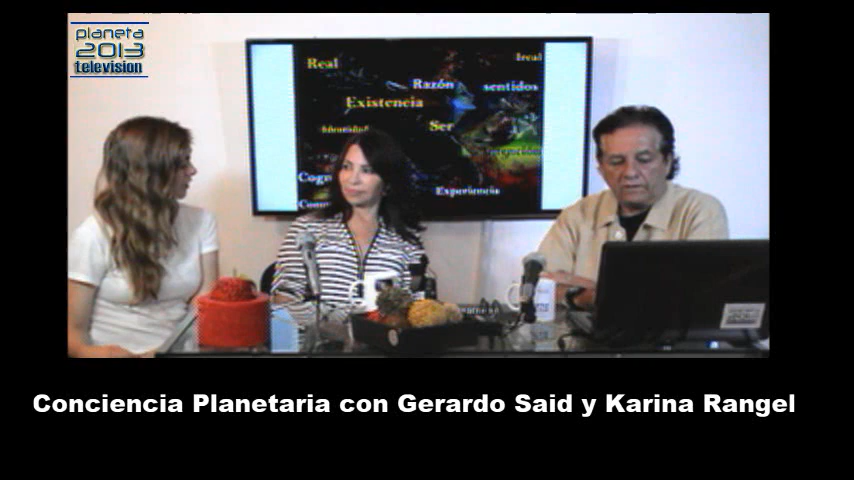 planeta
2013
television
Real
Irreal
Razón
sentidos
Existencia
Ser
Experiencia
Conciencia Planetaria con Gerardo Said y Karina Rangel